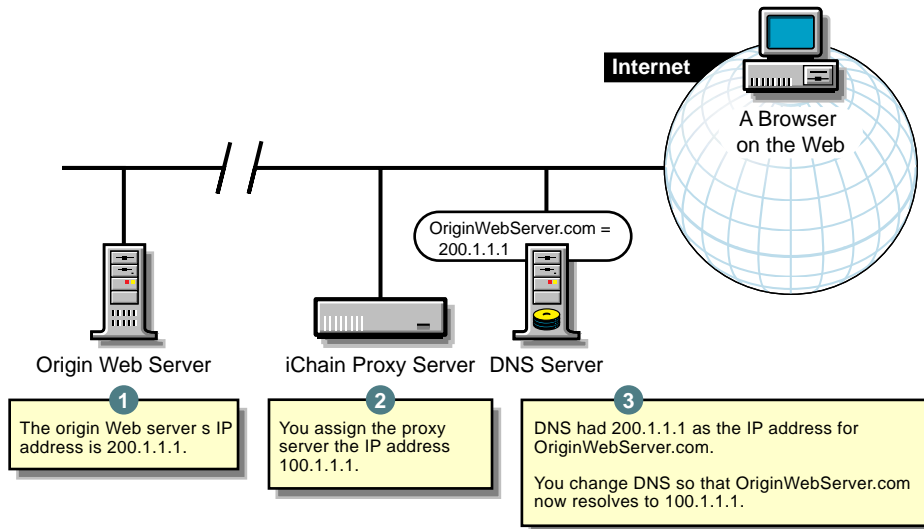 Internet
A Browser
on the Web
OriginWebServer.com =
200.1.1.1
Origin Web Server
iChain Proxy Server
DNS Server
1
The origin Web server s IP
address is 200.1.1.1.
2
You assign the proxy
server the IP address
100.1.1.1.
3
DNS had 200.1.1.1 as the IP address for
OriginWebServer.com.
You change DNS so that OriginWebServer.com
now resolves to 100.1.1.1.